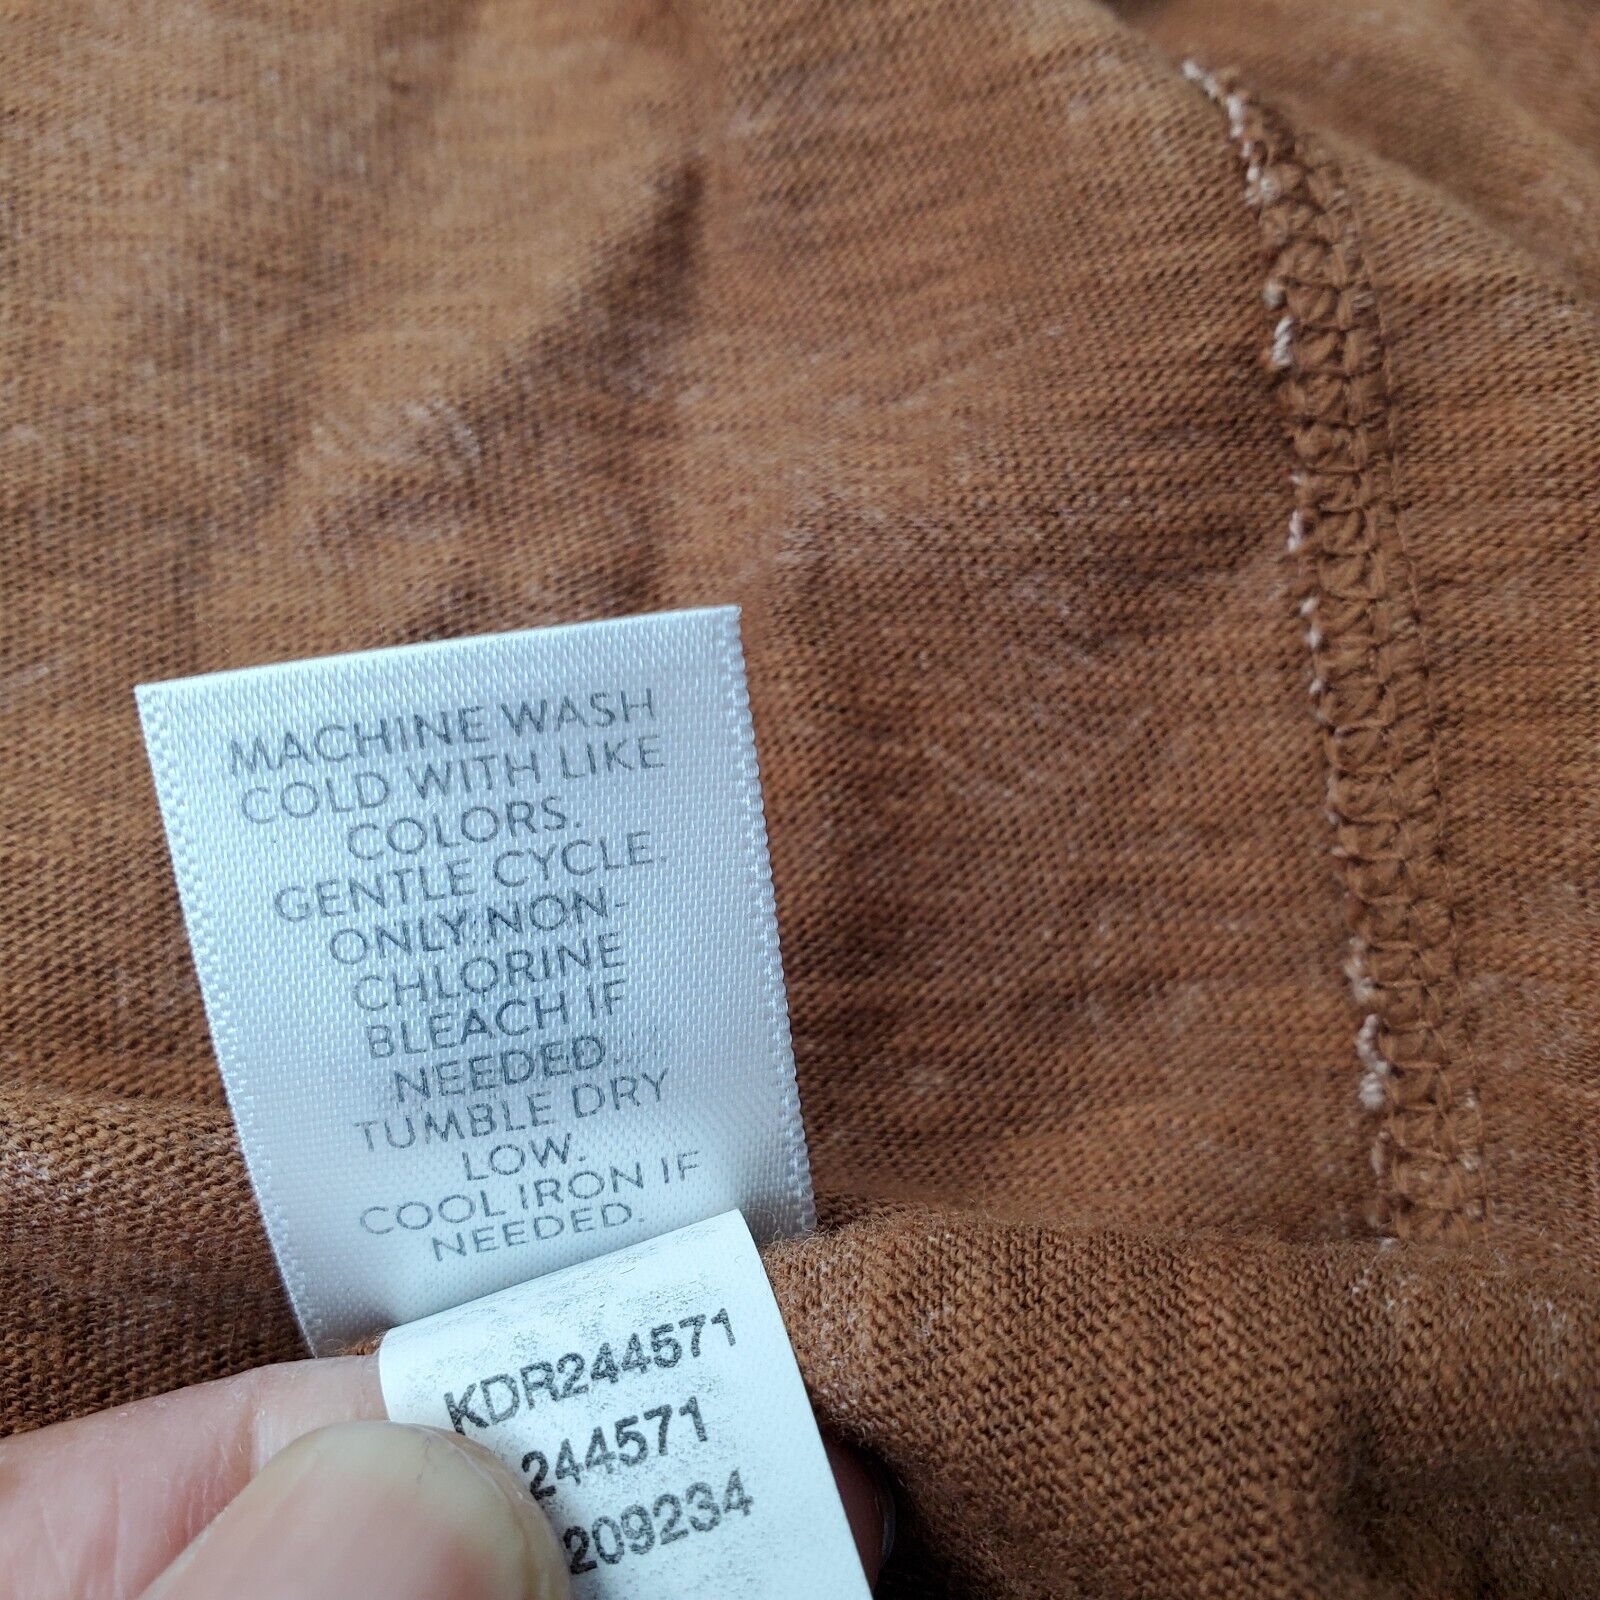 MACHINE WASH
COLD WITH LIKE
COLORS.
GENTLE CYCLE.
ONLY NON-
CHLORINE
BLEACH IF
NEEDED.
TUMBLE DRY
LOW.
COOL IRON IF
NEEDED.
KDR244571
244571
209234